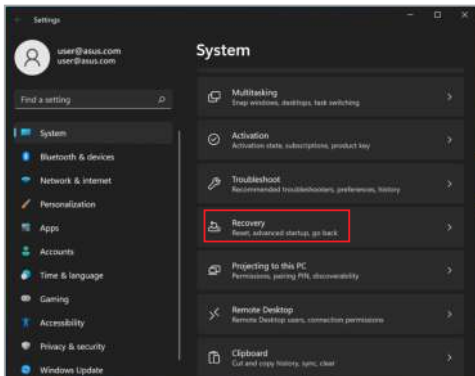 Settings
user@asus.com
user@asus.com
Find a setting
System
Bluetooth & devices
Network & internet
Personalization
Apps
Accounts
Time & language
Gaming
Accessibility
Privacy & security
Windows Update
System
Multitasking
Snap windows, desktops, task switching
Activation
Activation state, subscriptions, product key
Troubleshoot
Recommended troubleshooters, preferences, history
Recovery
Reset, advanced startup, go back
Projecting to this PC
Permissions, pairing PIN, discoverability
Remote Desktop
Remote Desktop users, connection permissions
Clipboard
Cut and copy history, sync, clear